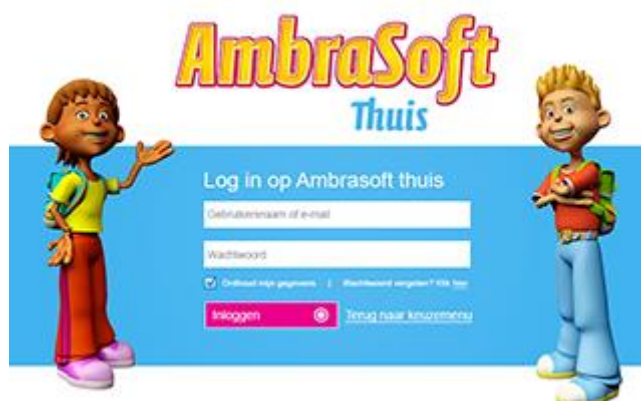 AmbraSoft
Thuis
Log in op Ambrasoft thuis
Gebruikersnaam of e-mail
Wachtwoord
Onthoud mijn gegevens | Wachtwoord vergeten? Klik hier
Inloggen
Terug naar keuzemenu